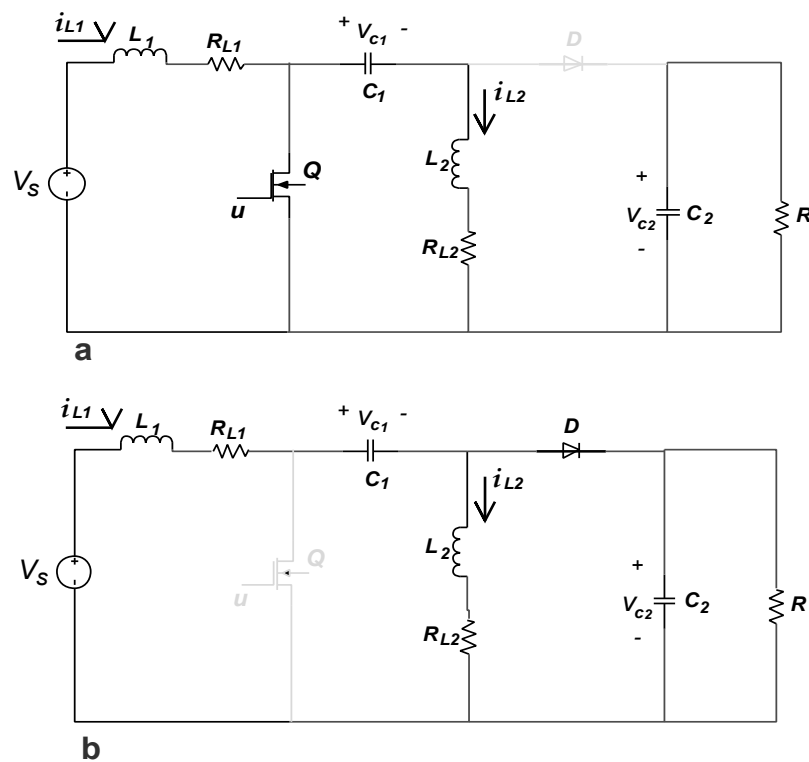 iL1
L1
RL1
+ Vc1 -
C1
D
iL2
L2
RL2
VS
+
-
Q
u
+
Vc2
-
C2
R
a
iL1
L1
RL1
+ Vc1 -
C1
D
iL2
L2
RL2
VS
+
-
Q
u
+
Vc2
-
C2
R
b